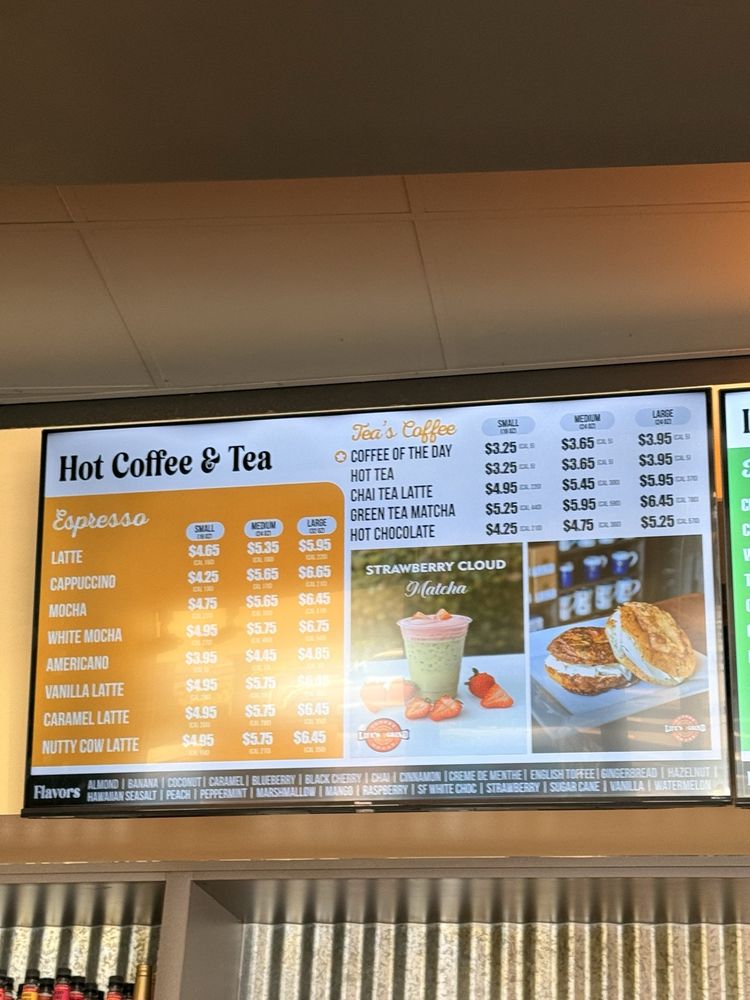 Hot Coffee & Tea
Espresso
SMALL MEDIUM LARGE
(24 OZ) (32 OZ)
LATTE $4.65 $5.35 $5.95
CAPPUCCINO $4.25 $5.65 $6.65
MOCHA $4.75 $5.65 $6.45
WHITE MOCHA $4.95 $5.75 $6.75
AMERICANO $3.95 $4.45 $4.85
VANILLA LATTE $4.95 $5.75
CARAMEL LATTE $4.95 $5.75 $6.45
NUTTY COW LATTE $4.95 $5.75 $6.45
Tea's Coffee
SMALL MEDIUM LARGE
(24 OZ)
COFFEE OF THE DAY $3.25 $3.65 $3.95
HOT TEA $3.25 $3.65 $3.95
CHAI TEA LATTE $4.95 $5.45 $5.95
GREEN TEA MATCHA $5.25 $5.95 $6.45
HOT CHOCOLATE $4.25 $4.75 $5.25
STRAWBERRY CLOUD
Matcha
Flavors
ALMOND | BANANA | COCONUT | CARAMEL | BLUEBERRY | BLACK CHERRY | CHAI | CINNAMON | CREME DE MENTHE | ENGLISH TOFFEE | GINGERBREAD | HAZELNUT |
HAWAIIAN SEASALT | PEACH | PEPPERMINT | MARSHMALLOW | MANGO | RASPBERRY | SF WHITE CHOC | STRAWBERRY | SUGAR CANE | VANILLA | WATERMELON